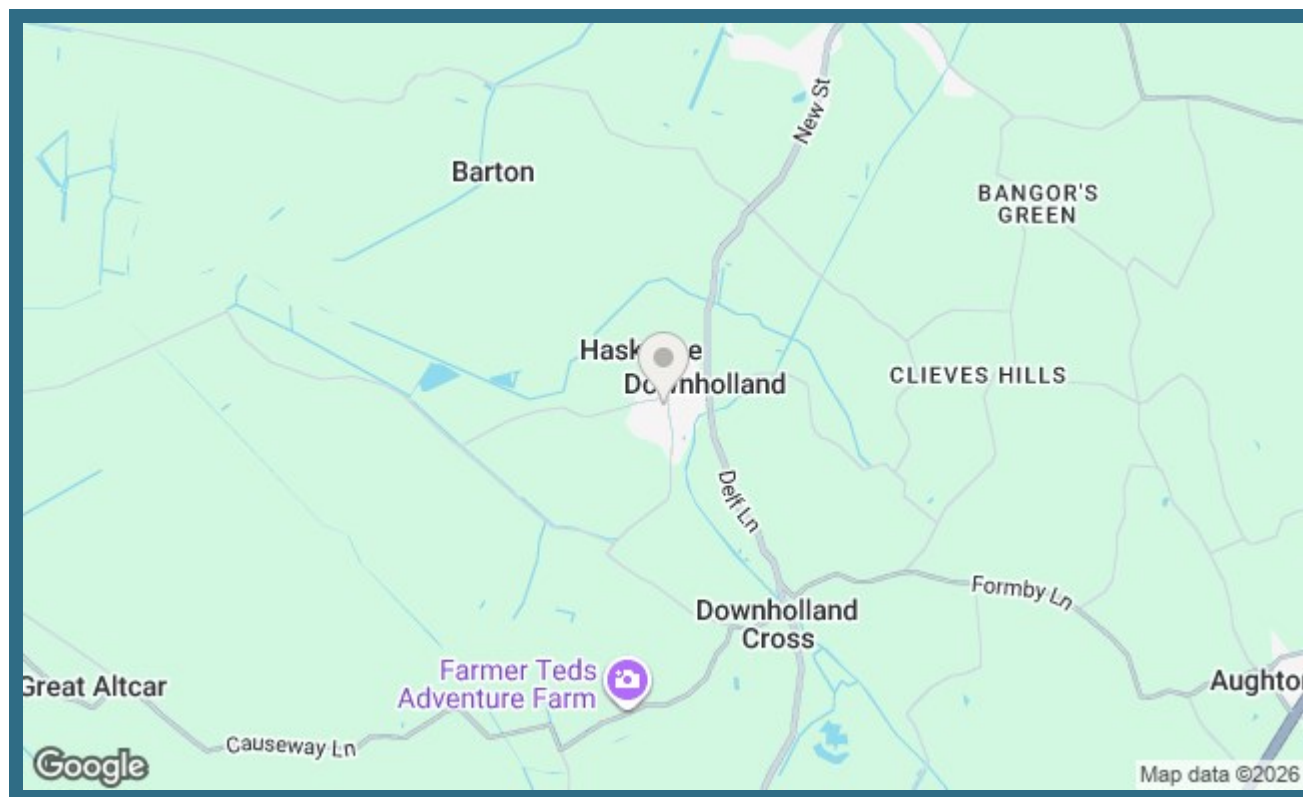 New St
Barton
BANGOR'S
GREEN
Downholland
CLIEVES HILLS
Delf Ln
Formby Ln
Downholland
Cross
Farmer Teds
Adventure Farm
Great Altcar
Causeway Ln
Google
Map data ©2026